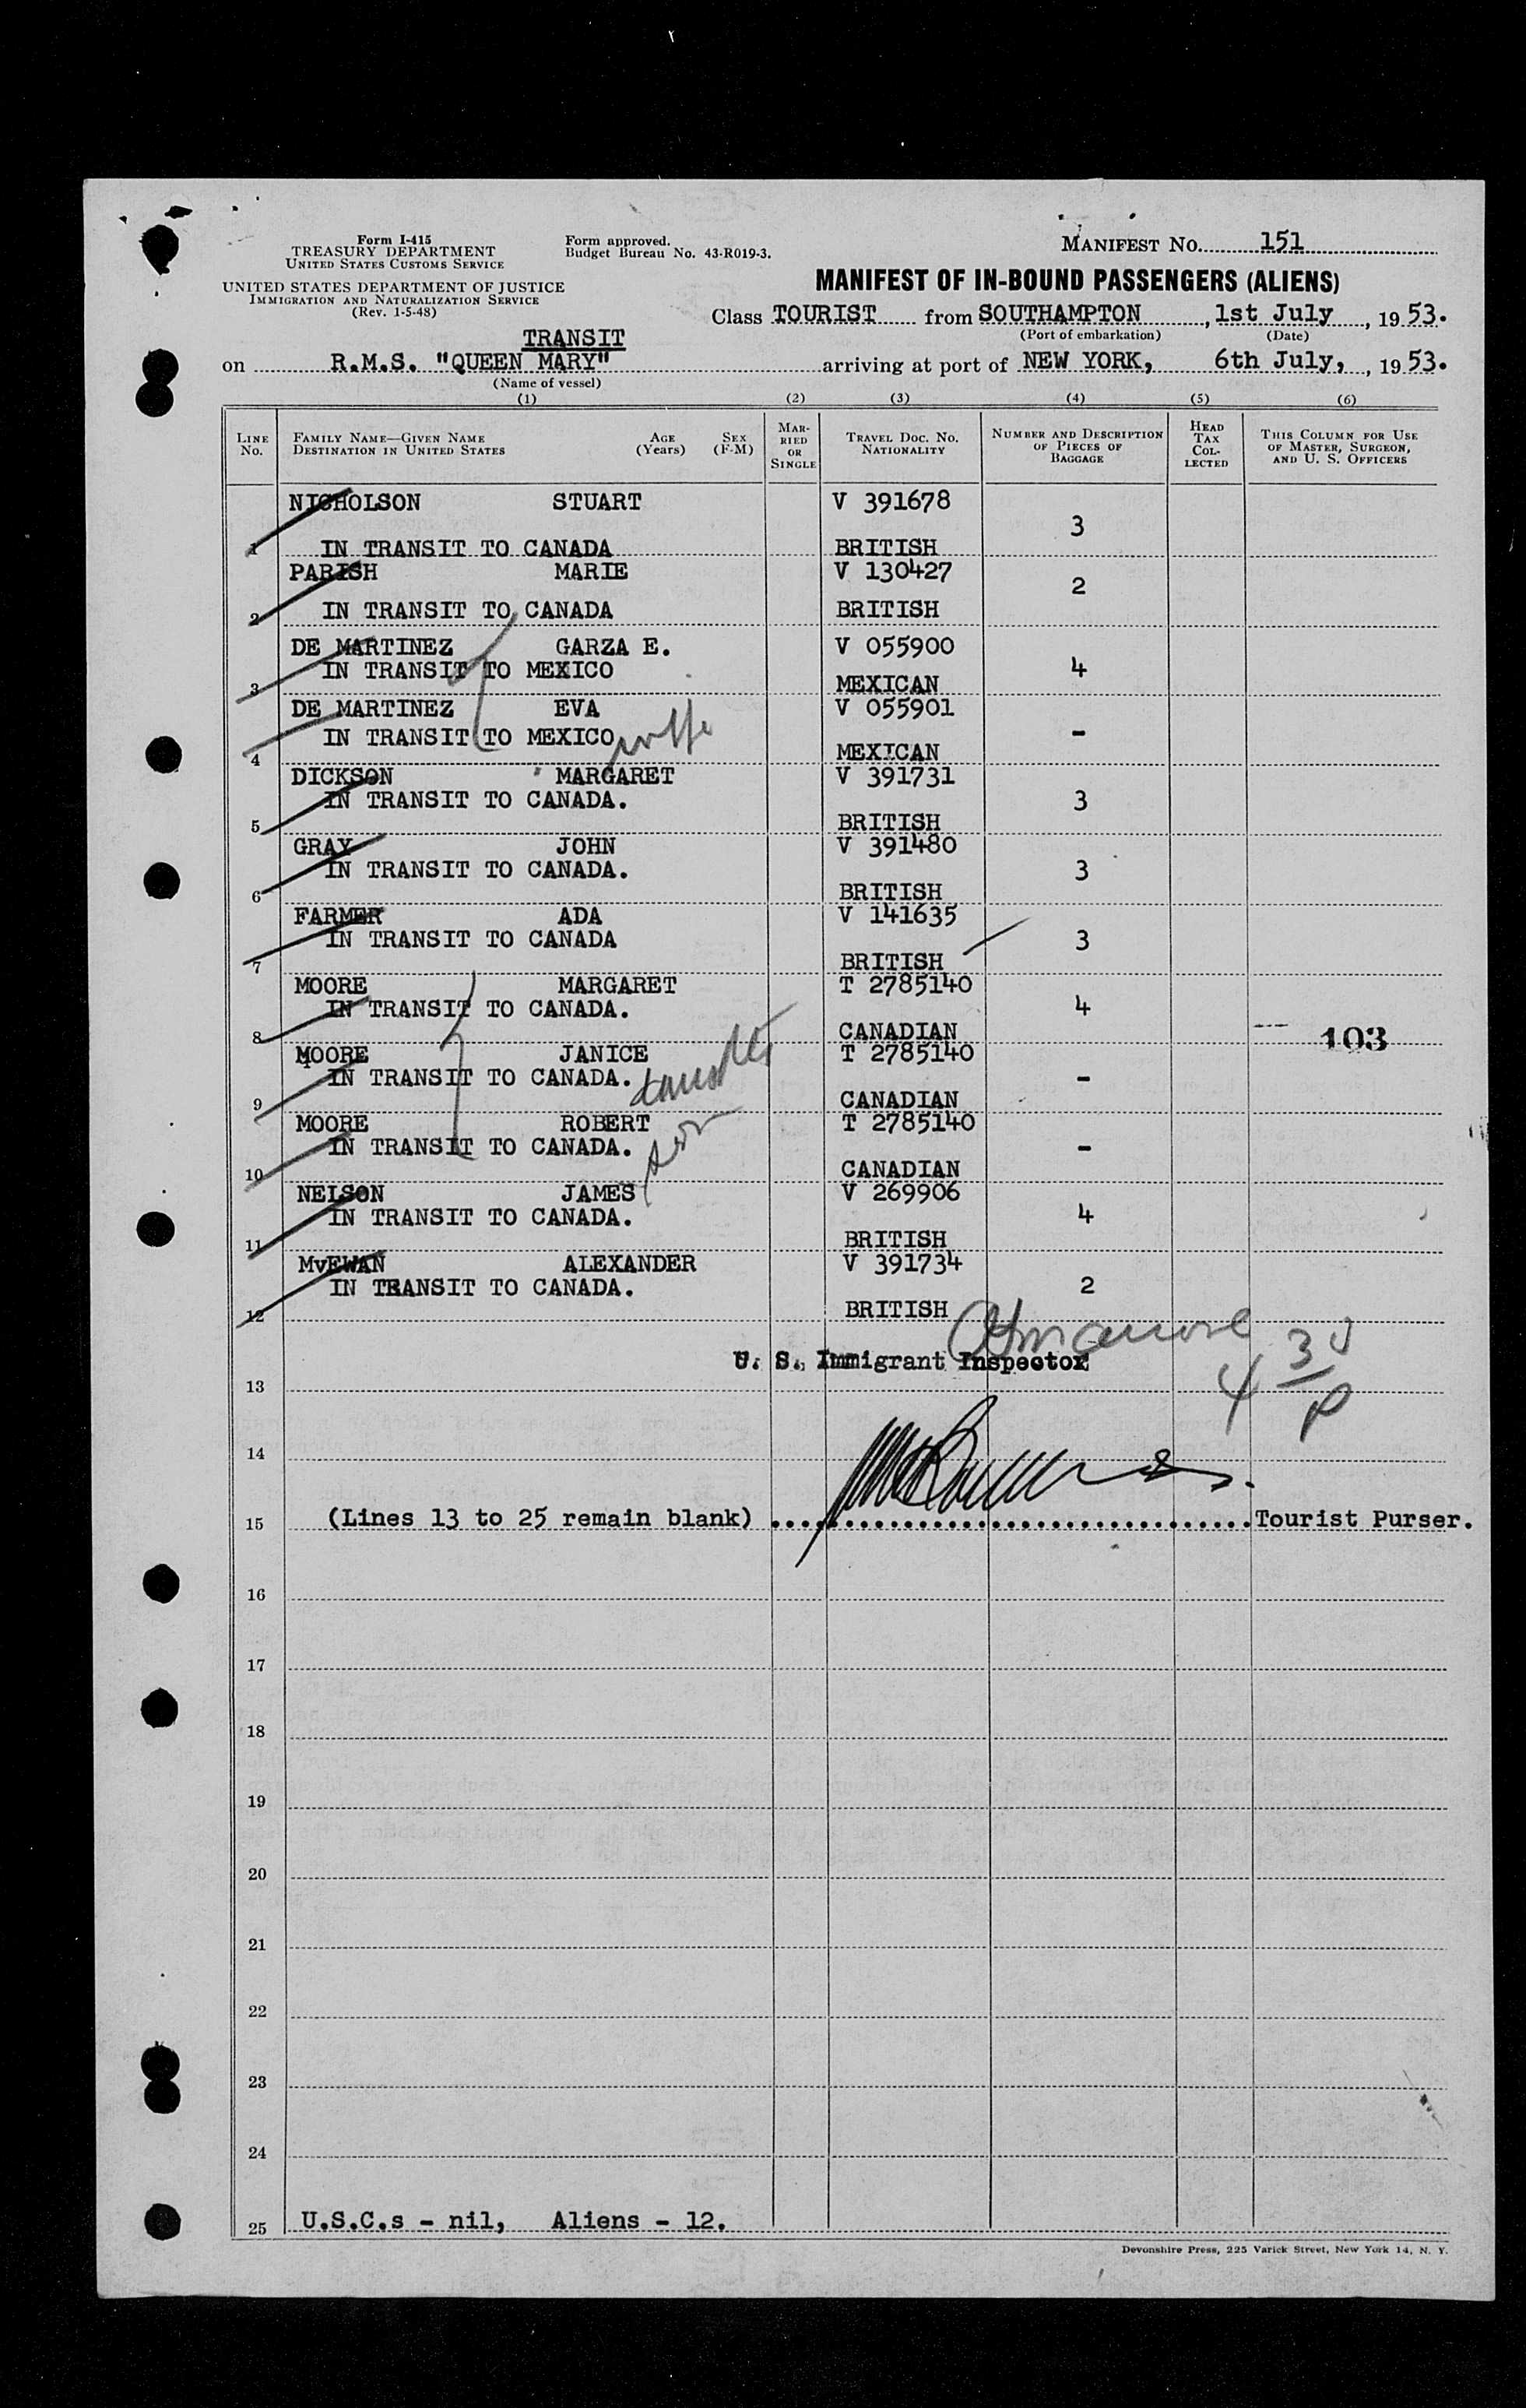 Form I-415
TREASURY DEPARTMENT
UNITED STATES CUSTOMS SERVICE
UNITED STATES DEPARTMENT OF JUSTICE
IMMIGRATION AND NATURALIZATION SERVICE
(Rev. 1-5-48)
Form approved.
Budget Bureau No. 43-R019-3.
MANIFEST NO. 151
MANIFEST OF IN-BOUND PASSENGERS (ALIENS)
Class TOURIST from SOUTHAMPTON, 1st July, 1953.
(Port of embarkation) (Date)
TRANSIT
on R.M.S. "QUEEN MARY" arriving at port of NEW YORK, 6th July, , 1953.
(Name of vessel)
(1) (2) (3) (4) (5) (6)
LINE No. FAMILY NAME—GIVEN NAME DESTINATION IN UNITED STATES AGE (Years) SEX (F-M) MARRIED OR SINGLE TRAVEL DOC. NO. NATIONALITY NUMBER AND DESCRIPTION OF PIECES OF BAGGAGE HEAD TAX COLLECTED THIS COLUMN FOR USE OF MASTER, SURGEON, AND U. S. OFFICERS
NICHOLSON STUART V 391678
3
1 IN TRANSIT TO CANADA BRITISH
PARISH MARIE V 130427
2
2 IN TRANSIT TO CANADA BRITISH
DE MARTINEZ GARZA E. V 055900
IN TRANSIT TO MEXICO 4
3 MEXICAN
DE MARTINEZ EVA V 055901
IN TRANSIT TO MEXICO wife -
4 MEXICAN
DICKSON MARGARET V 391731
IN TRANSIT TO CANADA. 3
5 BRITISH
GRAY JOHN V 391480
IN TRANSIT TO CANADA. 3
6 BRITISH
FARMER ADA V 141635
IN TRANSIT TO CANADA 3
7 BRITISH
MOORE MARGARET T 2785140
IN TRANSIT TO CANADA. 4
8 CANADIAN 103
MOORE JANICE T 2785140
IN TRANSIT TO CANADA. daughter -
9 CANADIAN
MOORE ROBERT T 2785140
IN TRANSIT TO CANADA. son -
10 CANADIAN
NELSON JAMES V 269906
IN TRANSIT TO CANADA. 4
11 BRITISH
MvEWAN ALEXANDER V 391734
IN TRANSIT TO CANADA. 2
12 BRITISH
U. S. Immigrant Inspector
13
14
15 (Lines 13 to 25 remain blank) Tourist Purser.
16
17
18
19
20
21
22
23
24
25 U.S.C.s - nil, Aliens - 12.
Devonshire Press, 225 Varick Street, New York 14, N. Y.